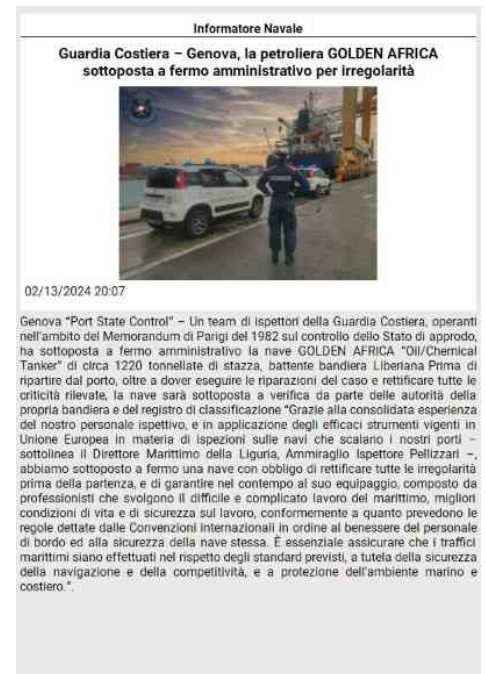 Informatore Navale
Guardia Costiera – Genova, la petroliera GOLDEN AFRICA
sottoposta a fermo amministrativo per irregolarità
02/13/2024 20:07
Genova “Port State Control” – Un team di ispettori della Guardia Costiera, operanti
nell'ambito del Memorandum di Parigi del 1982 sul controllo dello Stato di approdo,
ha sottoposto a fermo amministrativo la nave GOLDEN AFRICA “Oil/Chemical
Tanker” di circa 1220 tonnellate di stazza, battente bandiera Liberiana Prima di
ripartire dal porto, oltre a dover eseguire le riparazioni del caso e rettificare tutte le
criticità rilevate, la nave sarà sottoposta a verifica da parte delle autorità della
propria bandiera e del registro di classificazione “Grazie alla consolidata esperienza
del nostro personale ispettivo, e in applicazione degli efficaci strumenti vigenti in
Unione Europea in materia di ispezioni sulle navi che scalano i nostri porti –
sottolinea il Direttore Marittimo della Liguria, Ammiraglio Ispettore Pellizzari –,
abbiamo sottoposto a fermo una nave con obbligo di rettificare tutte le irregolarità
prima della partenza, e di garantire nel contempo al suo equipaggio, composto da
professionisti che svolgono il difficile e complicato lavoro del marittimo, migliori
condizioni di vita e di sicurezza sul lavoro, conformemente a quanto prevedono le
regole dettate dalle Convenzioni internazionali in ordine al benessere del personale
di bordo ed alla sicurezza della nave stessa. È essenziale assicurare che i traffici
marittimi siano effettuati nel rispetto degli standard previsti, a tutela della sicurezza
della navigazione e della competitività, e a protezione dell'ambiente marino e
costiero.”.